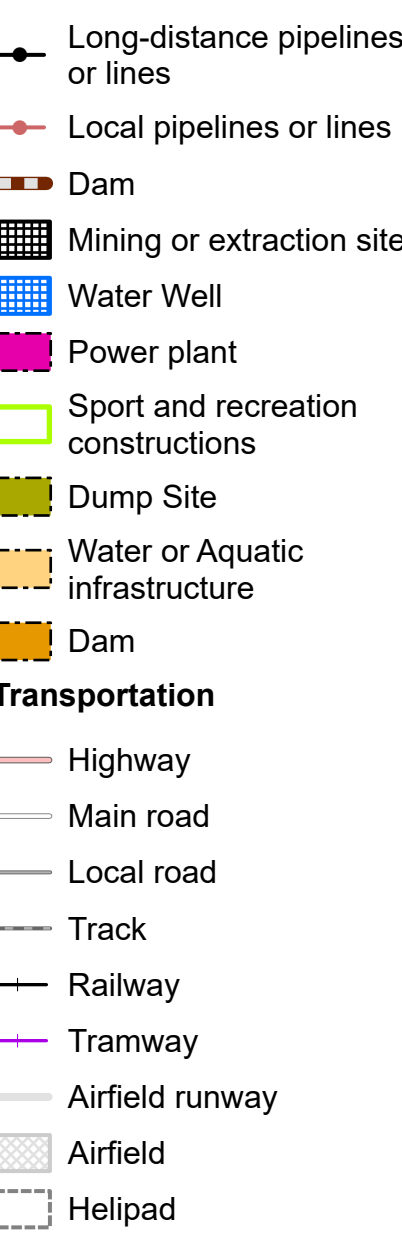 Long-distance pipelines
or lines
Local pipelines or lines
Dam
Mining or extraction site
Water Well
Power plant
Sport and recreation
constructions
Dump Site
Water or Aquatic
infrastructure
Dam
Transportation
Highway
Main road
Local road
Track
Railway
Tramway
Airfield runway
Airfield
Helipad